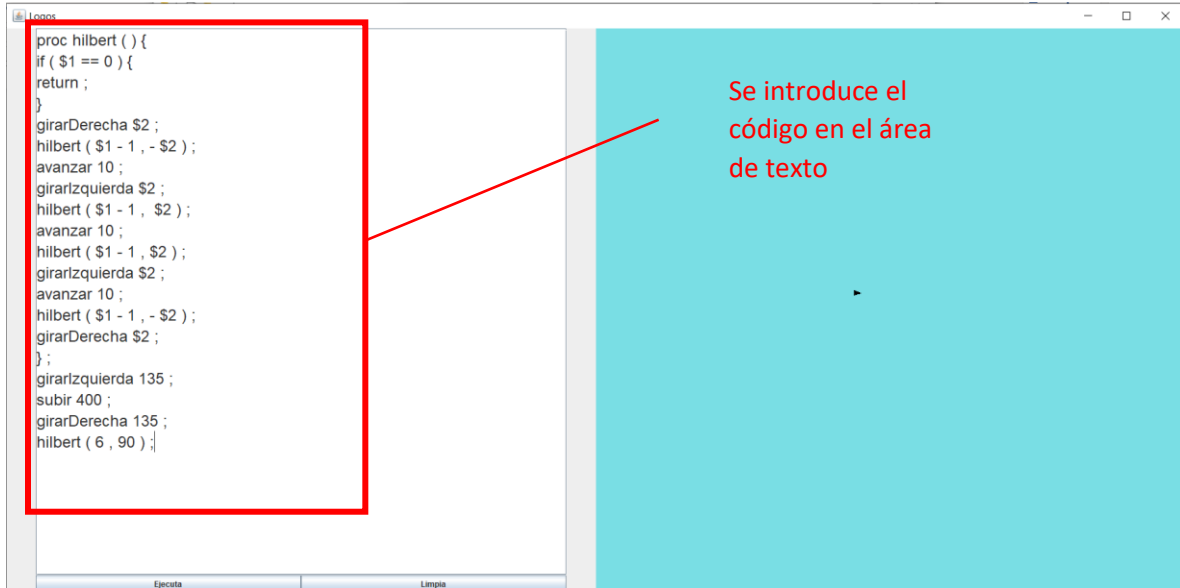 Logos
proc hilbert ( ) {
if ( $1 == 0 ) {
return ;
}
girarDerecha $2 ;
hilbert ( $1 - 1 , - $2 ) ;
avanzar 10 ;
girarIzquierda $2 ;
hilbert ( $1 - 1 ,  $2 ) ;
avanzar 10 ;
hilbert ( $1 - 1 , $2 ) ;
girarIzquierda $2 ;
avanzar 10 ;
hilbert ( $1 - 1 , - $2 ) ;
girarDerecha $2 ;
} ;
girarIzquierda 135 ;
subir 400 ;
girarDerecha 135 ;
hilbert ( 6 , 90 ) ;
Se introduce el
código en el área
de texto
Ejecuta
Limpia